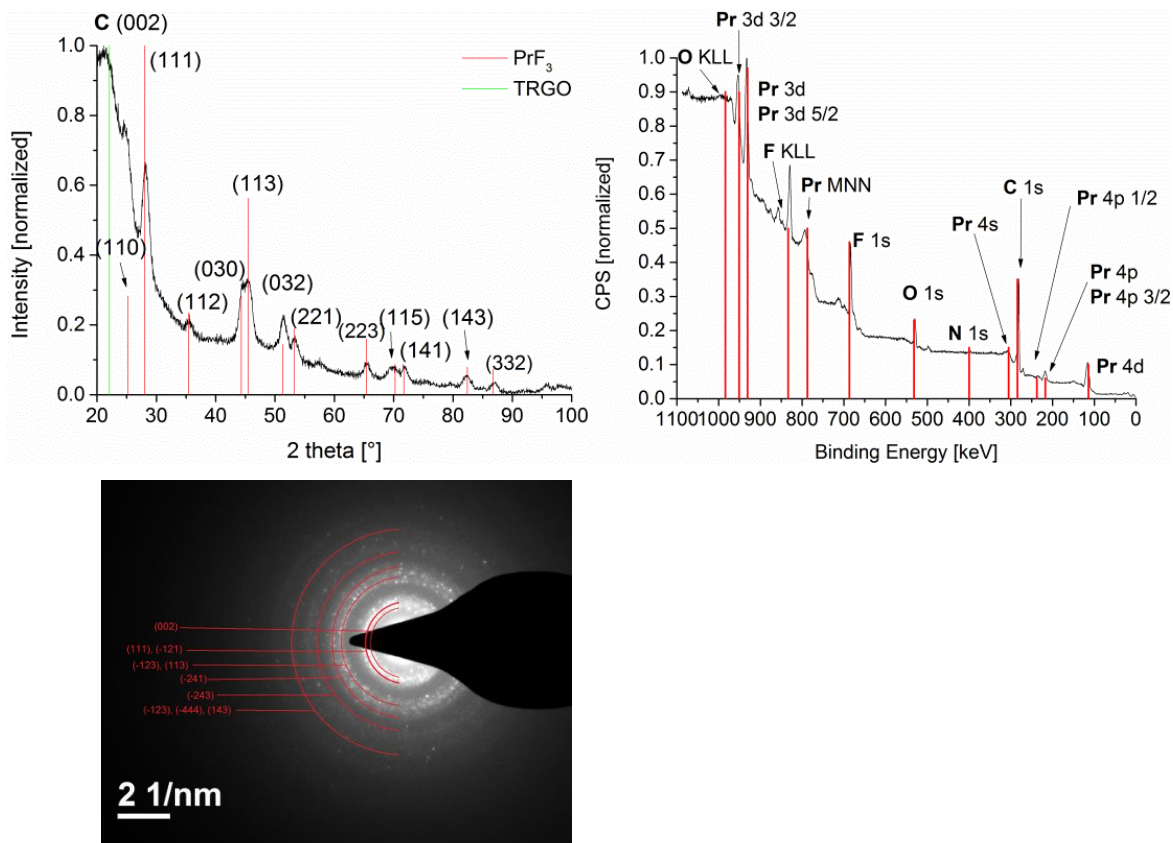 C (002)
(111)
PrF3
TRGO
(113)
(110)
(030)
(032)
(112)
(221)
(223)
(115)
(141)
(143)
(332)
1.0
0.8
0.6
0.4
0.2
0.0
Intensity [normalized]
20 30 40 50 60 70 80 90 100
2 theta [°]
Pr 3d 3/2
O KLL
Pr 3d
Pr 3d 5/2
F KLL
Pr MNN
F 1s
O 1s
N 1s
Pr 4s
C 1s
Pr 4p 1/2
Pr 4p
Pr 4p 3/2
Pr 4d
1.0
0.9
0.8
0.7
0.6
0.5
0.4
0.3
0.2
0.1
0.0
CPS [normalized]
1100 1000 900 800 700 600 500 400 300 200 100 0
Binding Energy [keV]
(002)
(111), (-121)
(-123), (113)
(-241)
(-243)
(-123), (-444), (143)
2 1/nm